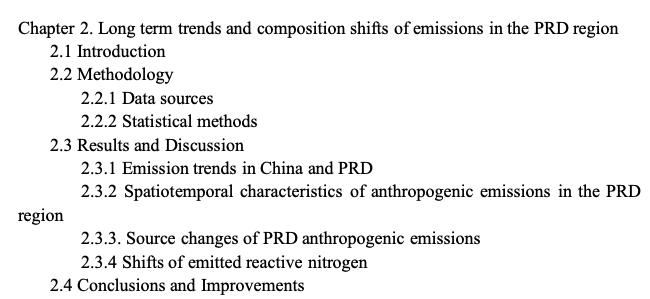 Chapter 2. Long term trends and composition shifts of emissions in the PRD region
2.1 Introduction
2.2 Methodology
2.2.1 Data sources
2.2.2 Statistical methods
2.3 Results and Discussion
2.3.1 Emission trends in China and PRD
2.3.2 Spatiotemporal characteristics of anthropogenic emissions in the PRD
region
2.3.3. Source changes of PRD anthropogenic emissions
2.3.4 Shifts of emitted reactive nitrogen
2.4 Conclusions and Improvements